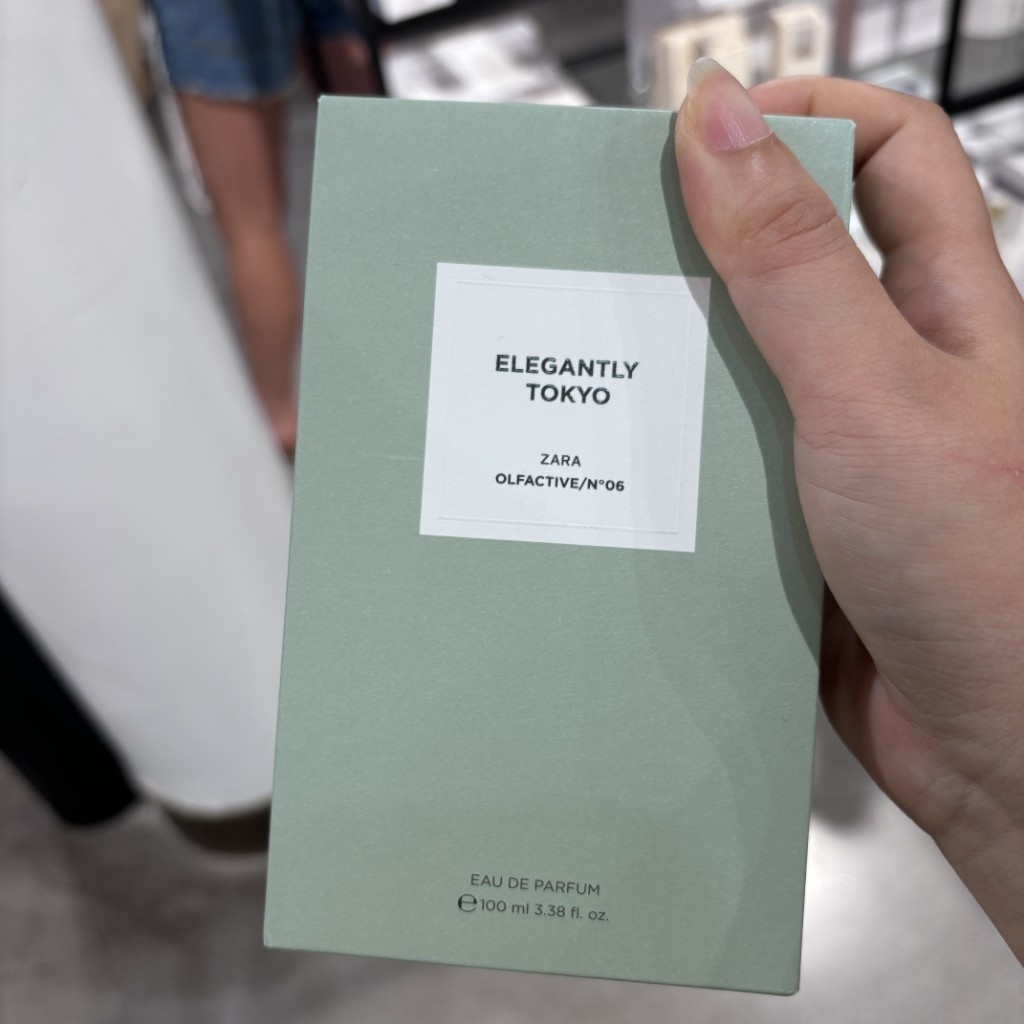 ELEGANTLY
TOKYO
ZARA
OLFACTIVE/N°06
EAU DE PARFUM
℮100 ml 3.38 fl. oz.